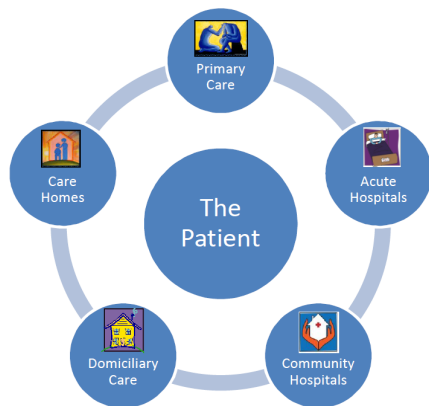 Primary
Care
Care
Homes
Acute
Hospitals
The
Patient
Domiciliary
Care
Community
Hospitals